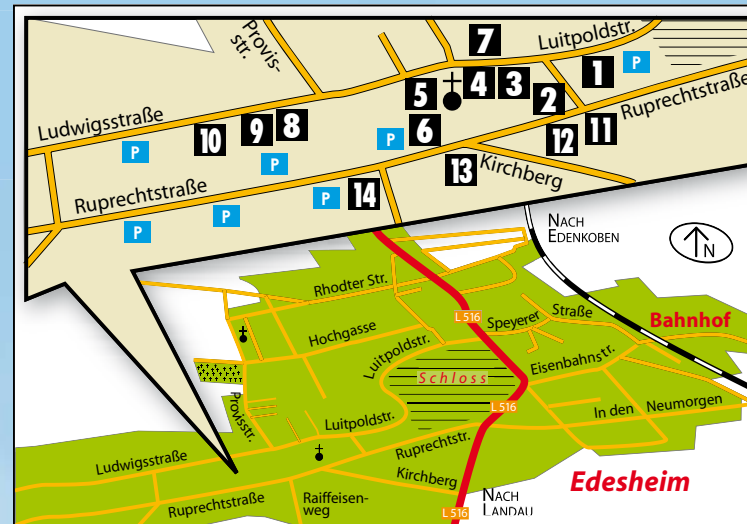 Provis-
str.
7
Luitpoldstr.
1
P
5
4
3
2
Ruprechtstraße
Ludwigsstraße
10
9
8
P
6
12
11
P
P
13
Kirchberg
Ruprechtstraße
P
14
P
P
NACH
EDENKOBEN
N
Rhodter Str.
L 516
Speyerer
Straße
Bahnhof
Hochgasse
Luitpoldstr.
Schloss
Eisenbahnstr.
Provisstr.
L 516
In den Neumorgen
Luitpoldstr.
Ruprechtstr.
Ludwigsstraße
Kirchberg
Edesheim
Ruprechtstraße
Raiffeisen-
weg
NACH
LANDAU
L 516